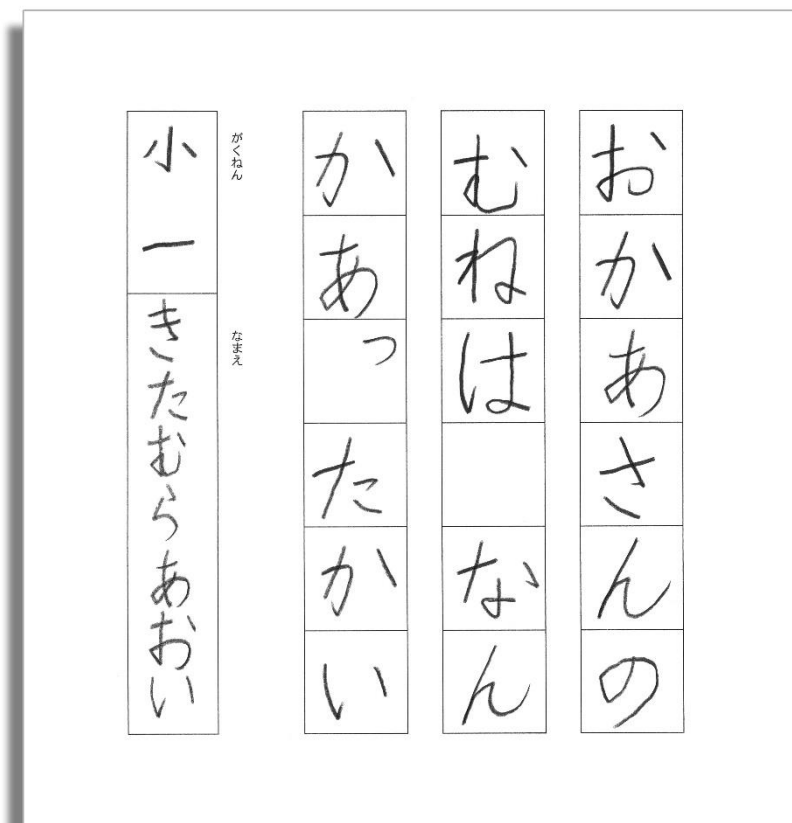 おかあさんの
むねは　なん
かあったかい
がくねん
小一
なまえ
きたむらあおい